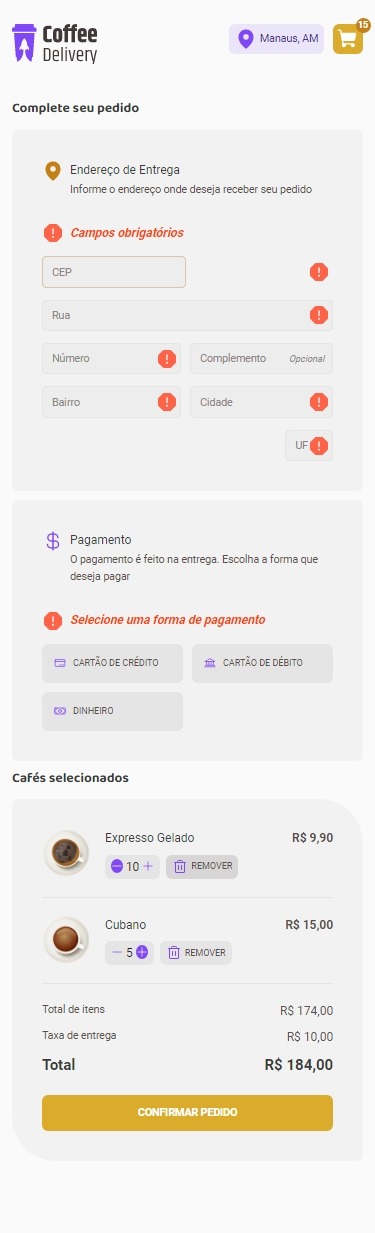 Coffee
Delivery
Manaus, AM
15
Complete seu pedido
Endereço de Entrega
Informe o endereço onde deseja receber seu pedido
Campos obrigatórios
CEP
Rua
Número
Complemento Opcional
Bairro
Cidade
UF
Pagamento
O pagamento é feito na entrega. Escolha a forma que
deseja pagar
Selecione uma forma de pagamento
CARTÃO DE CRÉDITO
CARTÃO DE DÉBITO
DINHEIRO
Cafés selecionados
Expresso Gelado R$ 9,90
10 REMOVER
Cubano R$ 15,00
5 REMOVER
Total de itens R$ 174,00
Taxa de entrega R$ 10,00
Total R$ 184,00
CONFIRMAR PEDIDO